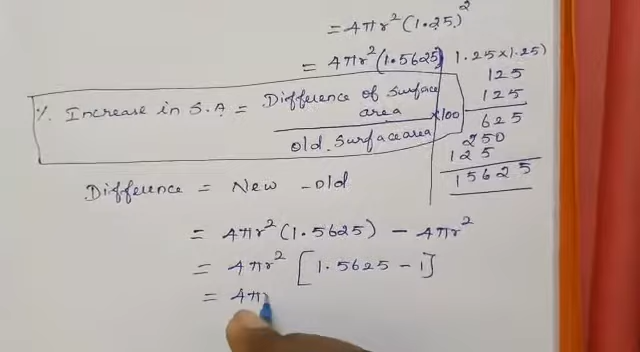 = 4πr² (1.25)²
= 4πr² (1.5625)
1.25×1.25)
125
125
625
250
125
15625
% Increase in S.A = Difference of Surface area / old surface area ×100
Difference = New - old
= 4πr² (1.5625) - 4πr²
= 4πr² [1.5625 - 1]
= 4π